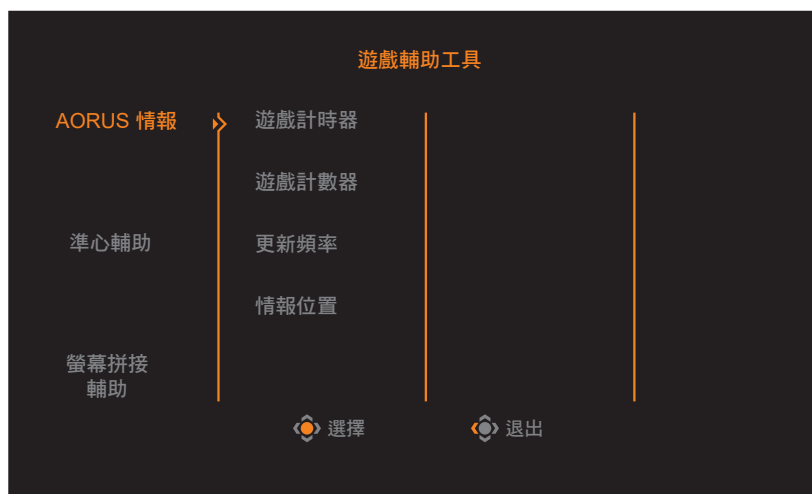 遊戲輔助工具
AORUS 情報
遊戲計時器
遊戲計數器
準心輔助
更新頻率
情報位置
螢幕拼接
輔助
選擇
退出